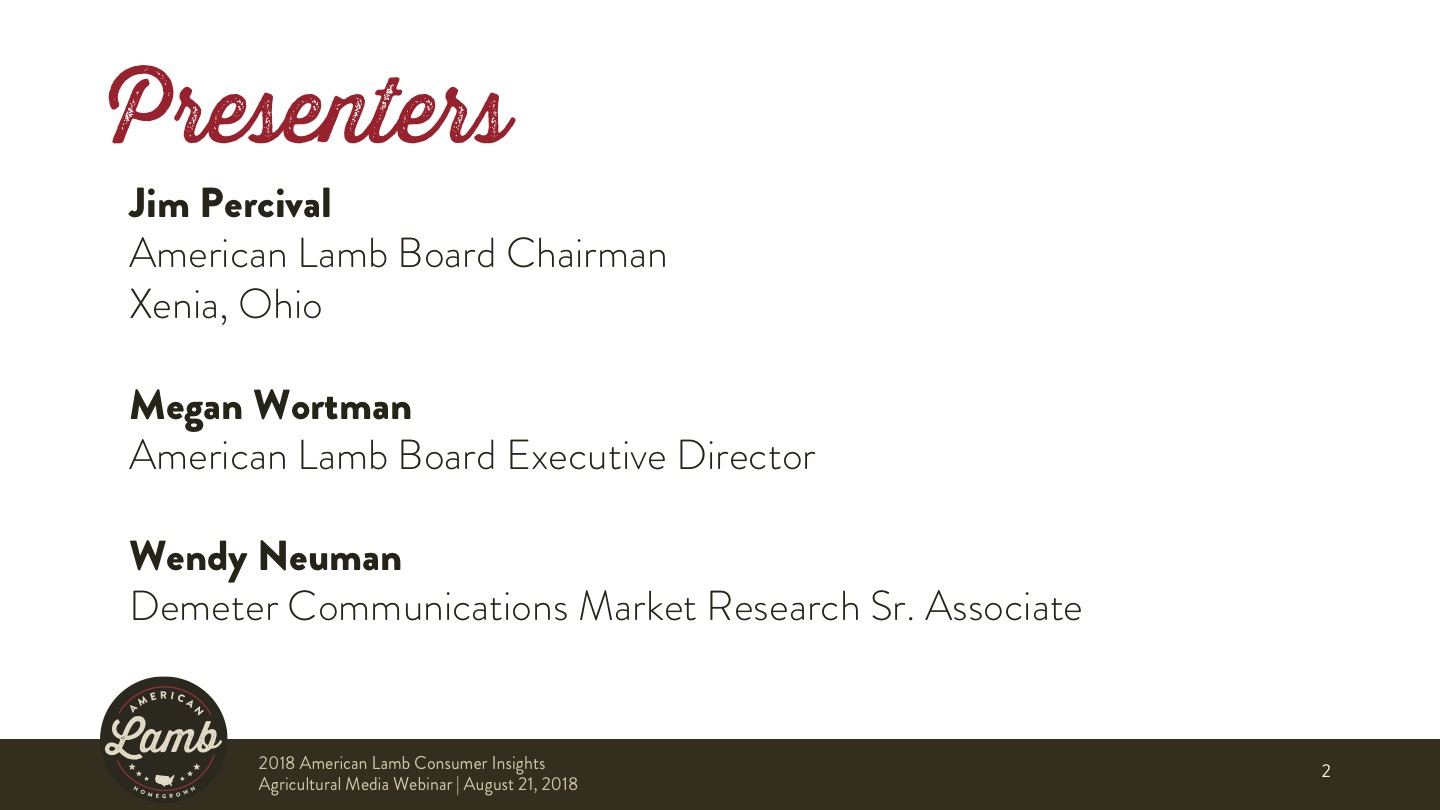 Presenters
Jim Percival
American Lamb Board Chairman
Xenia, Ohio
Megan Wortman
American Lamb Board Executive Director
Wendy Neuman
Demeter Communications Market Research Sr. Associate
AMERICAN
Lamb
HOMEGROWN
2018 American Lamb Consumer Insights
Agricultural Media Webinar | August 21, 2018
2